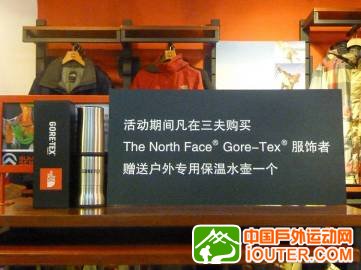 活动期间凡在三夫购买
The North Face® Gore-Tex® 服饰者
赠送户外专用保温水壶一个
GORE-TEX
中国户外运动网
iOUTER.COM